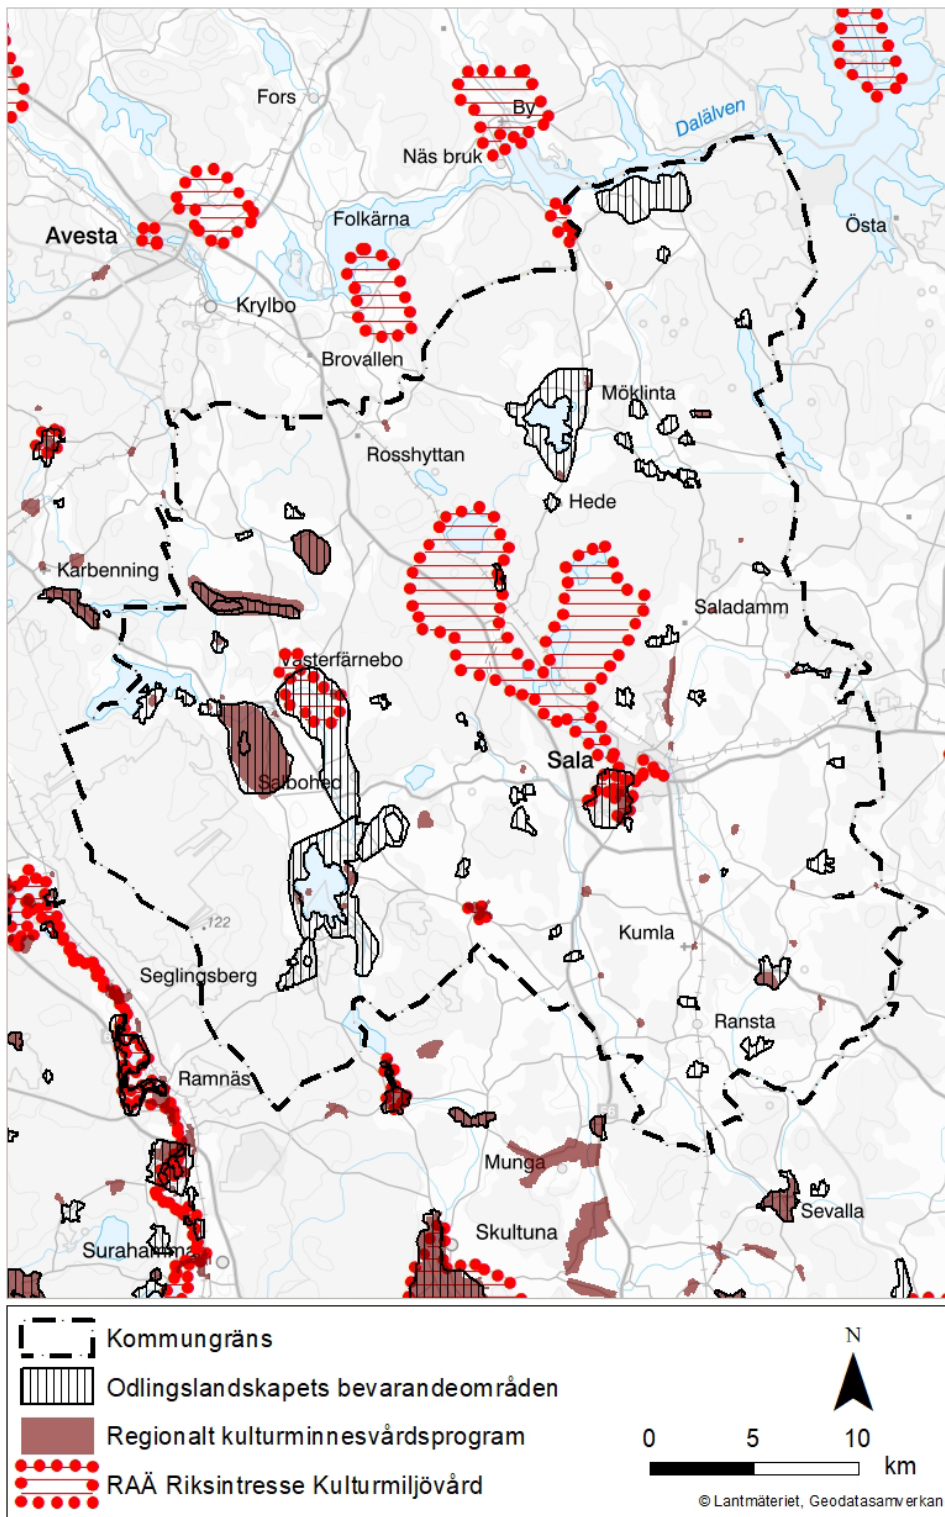 Fors
By
Dalälven
Näs bruk
Folkärna
Avesta
Östa
Krylbo
Brovallen
Möklinta
Rosshyttan
Hede
Karbenning
Saladamm
Västerfärnebo
Sala
Salbohed
122
Kumla
Seglingsberg
Ransta
Ramnäs
Munga
Sevalla
Skultuna
Surahammar
Kommungräns
Odlingslandskapets bevarandeområden
Regionalt kulturminnesvårdsprogram
RAÄ Riksintresse Kulturmiljövård
N
0 5 10
km
© Lantmäteriet, Geodatasamverkan